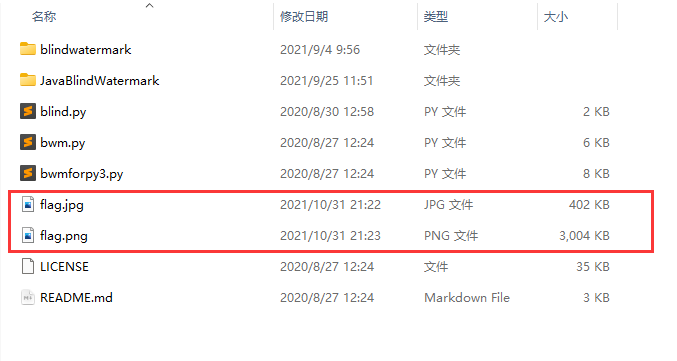 名称 修改日期 类型 大小
blindwatermark 2021/9/4 9:56 文件夹
JavaBlindWatermark 2021/9/25 11:51 文件夹
blind.py 2020/8/30 12:58 PY 文件 2 KB
bwm.py 2020/8/27 12:24 PY 文件 6 KB
bwmforpy3.py 2020/8/27 12:24 PY 文件 8 KB
flag.jpg 2021/10/31 21:22 JPG 文件 402 KB
flag.png 2021/10/31 21:23 PNG 文件 3,004 KB
LICENSE 2020/8/27 12:24 文件 35 KB
README.md 2020/8/27 12:24 Markdown File 3 KB